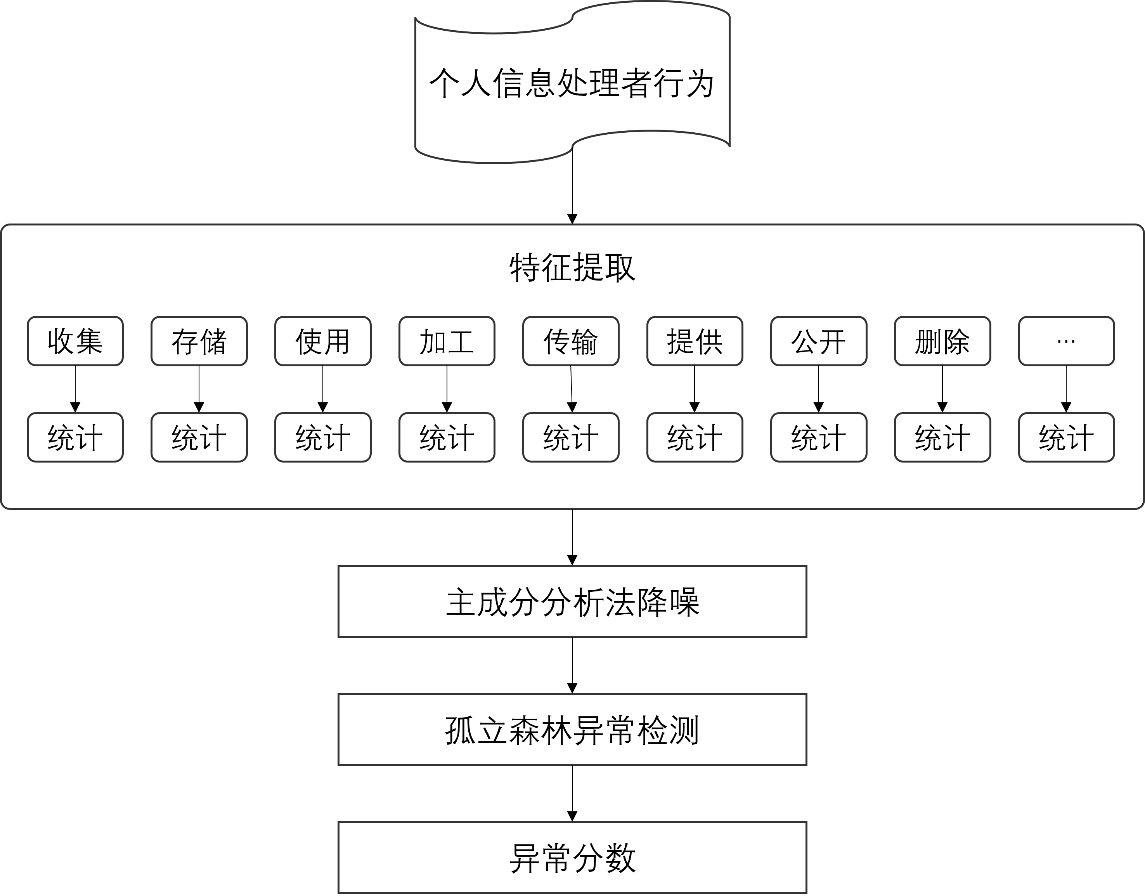 个人信息处理者行为
特征提取
收集 存储 使用 加工 传输 提供 公开 删除 ...
统计 统计 统计 统计 统计 统计 统计 统计 统计
主成分分析法降噪
孤立森林异常检测
异常分数